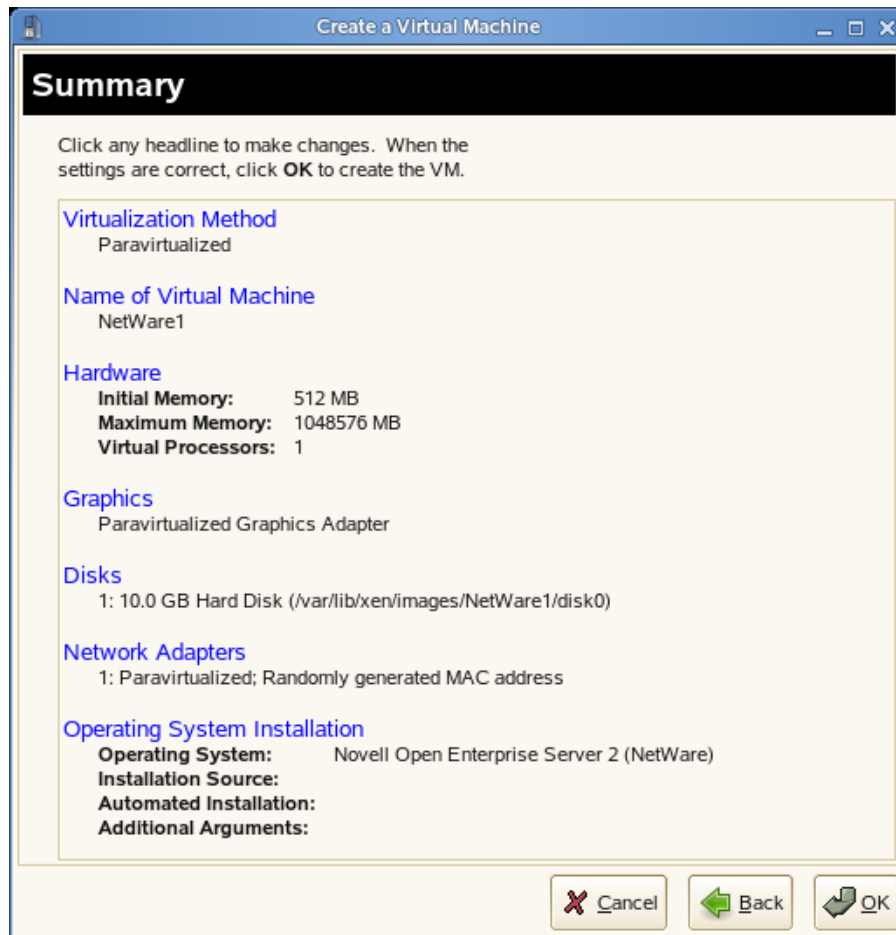 Create a Virtual Machine
Summary
Click any headline to make changes. When the
settings are correct, click OK to create the VM.
Virtualization Method
Paravirtualized
Name of Virtual Machine
NetWare1
Hardware
Initial Memory: 512 MB
Maximum Memory: 1048576 MB
Virtual Processors: 1
Graphics
Paravirtualized Graphics Adapter
Disks
1: 10.0 GB Hard Disk (/var/lib/xen/images/NetWare1/disk0)
Network Adapters
1: Paravirtualized; Randomly generated MAC address
Operating System Installation
Operating System: Novell Open Enterprise Server 2 (NetWare)
Installation Source:
Automated Installation:
Additional Arguments:
Cancel Back OK